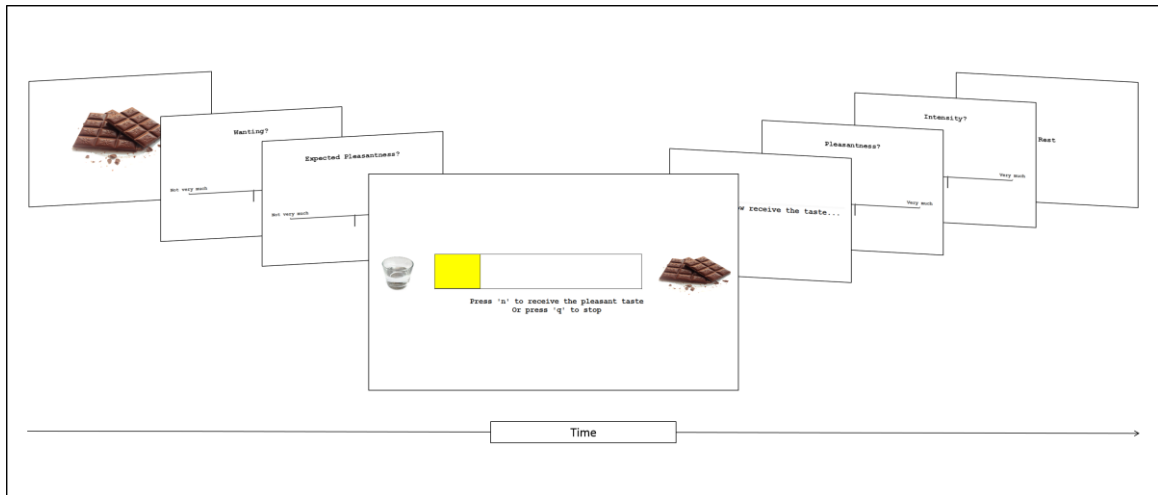 Wanting?
Not very much
Expected Pleasantness?
Not very much
Press 'n' to receive the pleasant taste
Or press 'q' to stop
receive the taste...
Pleasantness?
Very much
Intensity?
Very much
Rest
Time